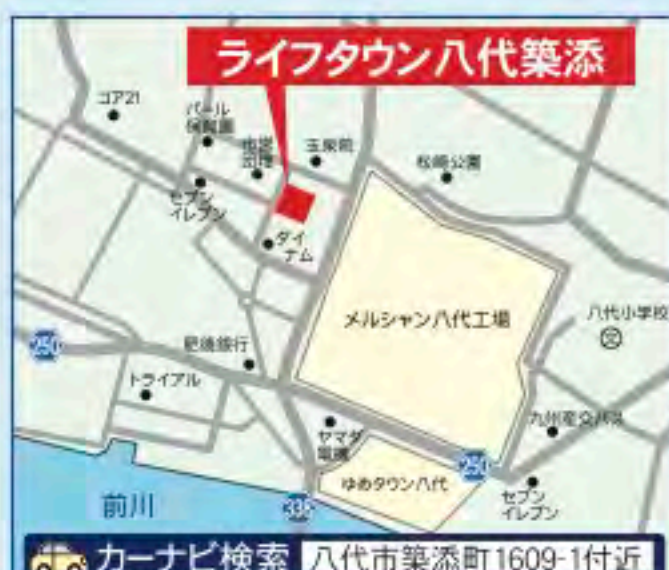 ライフタウン八代築添
コア21
パール
保育園
玉泉院
松崎公園
セブン
イレブン
ダイ
ナム
メルシャン八代工場
八代小学校
文
250
肥後銀行
トライアル
九州産交バス
ヤマダ
電機
250
ゆめタウン八代
セブン
イレブン
前川
336
カーナビ検索 八代市築添町1609-1付近